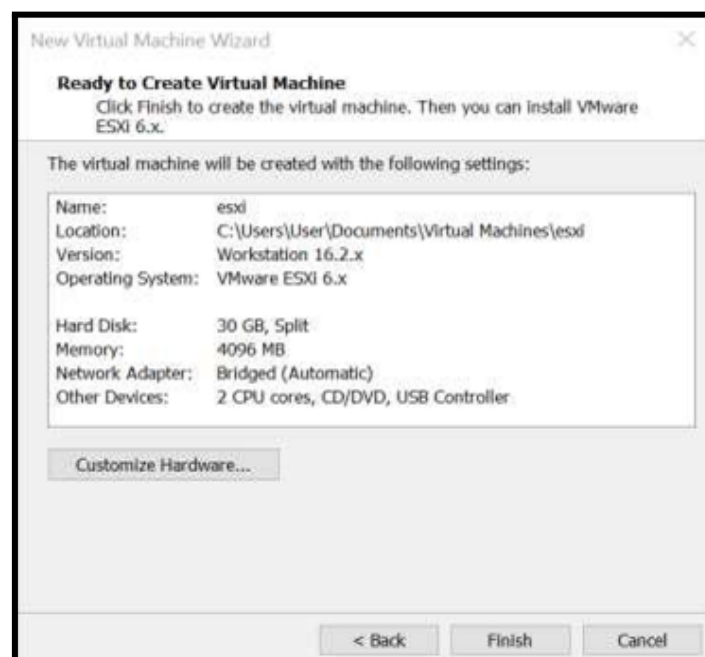 New Virtual Machine Wizard
Ready to Create Virtual Machine
Click Finish to create the virtual machine. Then you can install VMware
ESXi 6.x.
The virtual machine will be created with the following settings:
Name: esxi
Location: C:\Users\User\Documents\Virtual Machines\esxi
Version: Workstation 16.2.x
Operating System: VMware ESXi 6.x
Hard Disk: 30 GB, Split
Memory: 4096 MB
Network Adapter: Bridged (Automatic)
Other Devices: 2 CPU cores, CD/DVD, USB Controller
Customize Hardware...
< Back Finish Cancel